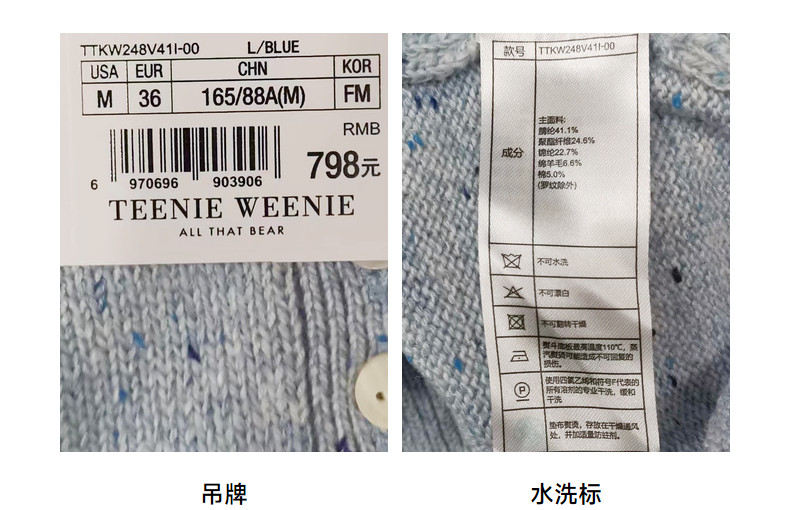 TTKW248V41I-00 L/BLUE
USA EUR CHN KOR
M 36 165/88A(M) FM
RMB
798元
6 970696 903906
TEENIE WEENIE
ALL THAT BEAR
款号 TTKW248V41I-00
成分
主面料:
腈纶41.1%
聚酯纤维24.6%
锦纶22.7%
绵羊毛6.6%
棉5.0%
(罗纹除外)
不可水洗
不可漂白
不可翻转干燥
熨斗底板最高温度110℃,蒸
汽熨烫可能造成不可回复的
损伤。
P
使用四氯乙烯和符号F代表的
所有溶剂的专业干洗,缓和
干洗
垫布熨烫,存放在干燥通风
处,并加适量防蛀剂。
吊牌
水洗标